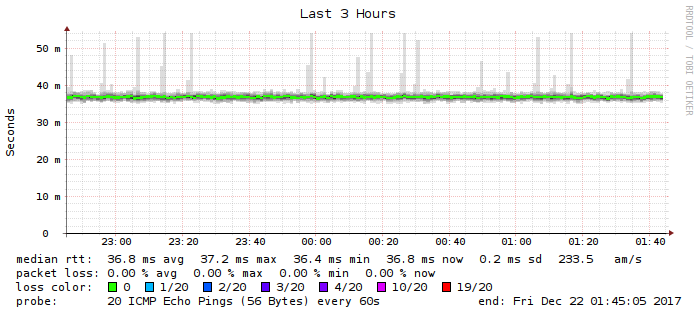 Last 3 Hours
RRDTOOL / TOBI OETIKER
Seconds
50 m
40 m
30 m
20 m
10 m
0
23:00 23:20 23:40 00:00 00:20 00:40 01:00 01:20 01:40
median rtt: 36.8 ms avg 37.2 ms max 36.4 ms min 36.8 ms now 0.2 ms sd 233.5 am/s
packet loss: 0.00 % avg 0.00 % max 0.00 % min 0.00 % now
loss color: 0 1/20 2/20 3/20 4/20 10/20 19/20
probe: 20 ICMP Echo Pings (56 Bytes) every 60s end: Fri Dec 22 01:45:05 2017